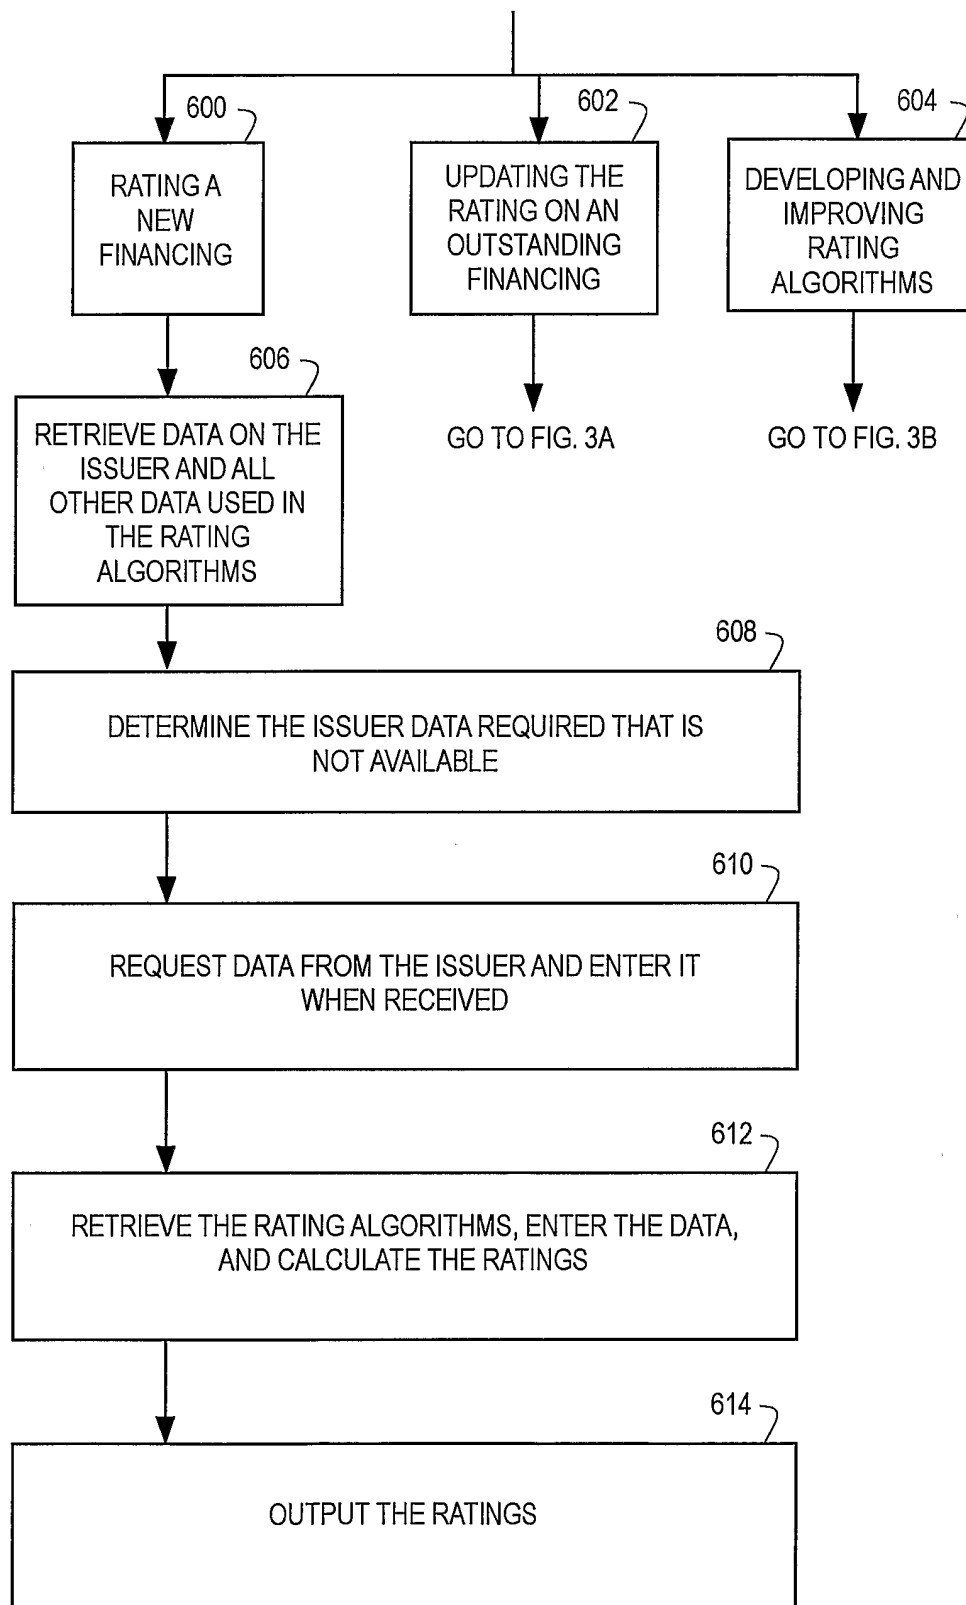 600
RATING A
NEW
FINANCING
602
UPDATING THE
RATING ON AN
OUTSTANDING
FINANCING
604
DEVELOPING AND
IMPROVING
RATING
ALGORITHMS
606
RETRIEVE DATA ON THE
ISSUER AND ALL
OTHER DATA USED IN
THE RATING
ALGORITHMS
GO TO FIG. 3A
GO TO FIG. 3B
608
DETERMINE THE ISSUER DATA REQUIRED THAT IS
NOT AVAILABLE
610
REQUEST DATA FROM THE ISSUER AND ENTER IT
WHEN RECEIVED
612
RETRIEVE THE RATING ALGORITHMS, ENTER THE DATA,
AND CALCULATE THE RATINGS
614
OUTPUT THE RATINGS